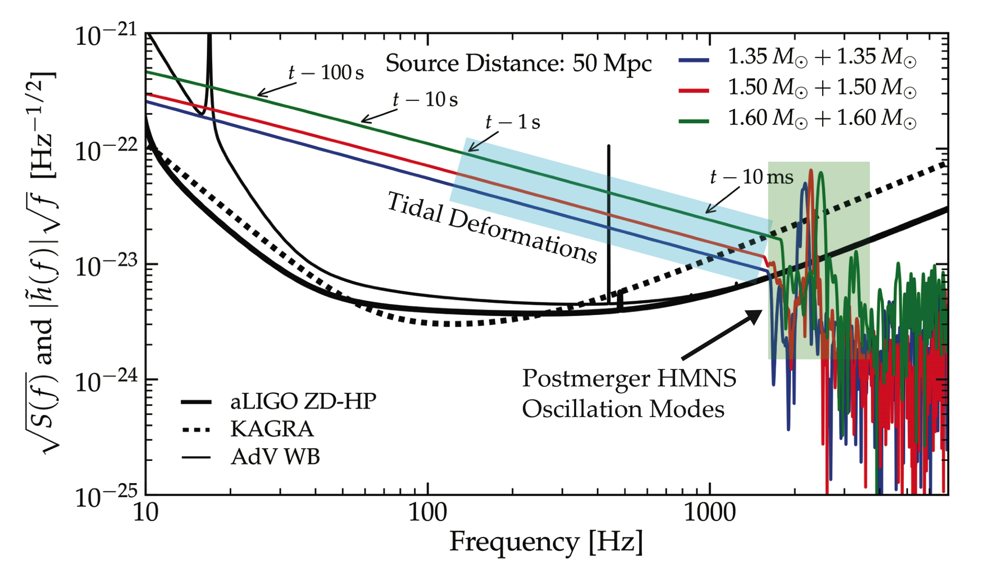 √S(f) and |h̃(f)|√f [Hz⁻¹/²]
10⁻²¹
10⁻²²
10⁻²³
10⁻²⁴
10⁻²⁵
Source Distance: 50 Mpc
1.35 M⊙ + 1.35 M⊙
1.50 M⊙ + 1.50 M⊙
1.60 M⊙ + 1.60 M⊙
t − 100 s
t − 10 s
t − 1 s
t − 10 ms
Tidal Deformations
Postmerger HMNS
Oscillation Modes
aLIGO ZD-HP
KAGRA
AdV WB
10
100
1000
Frequency [Hz]